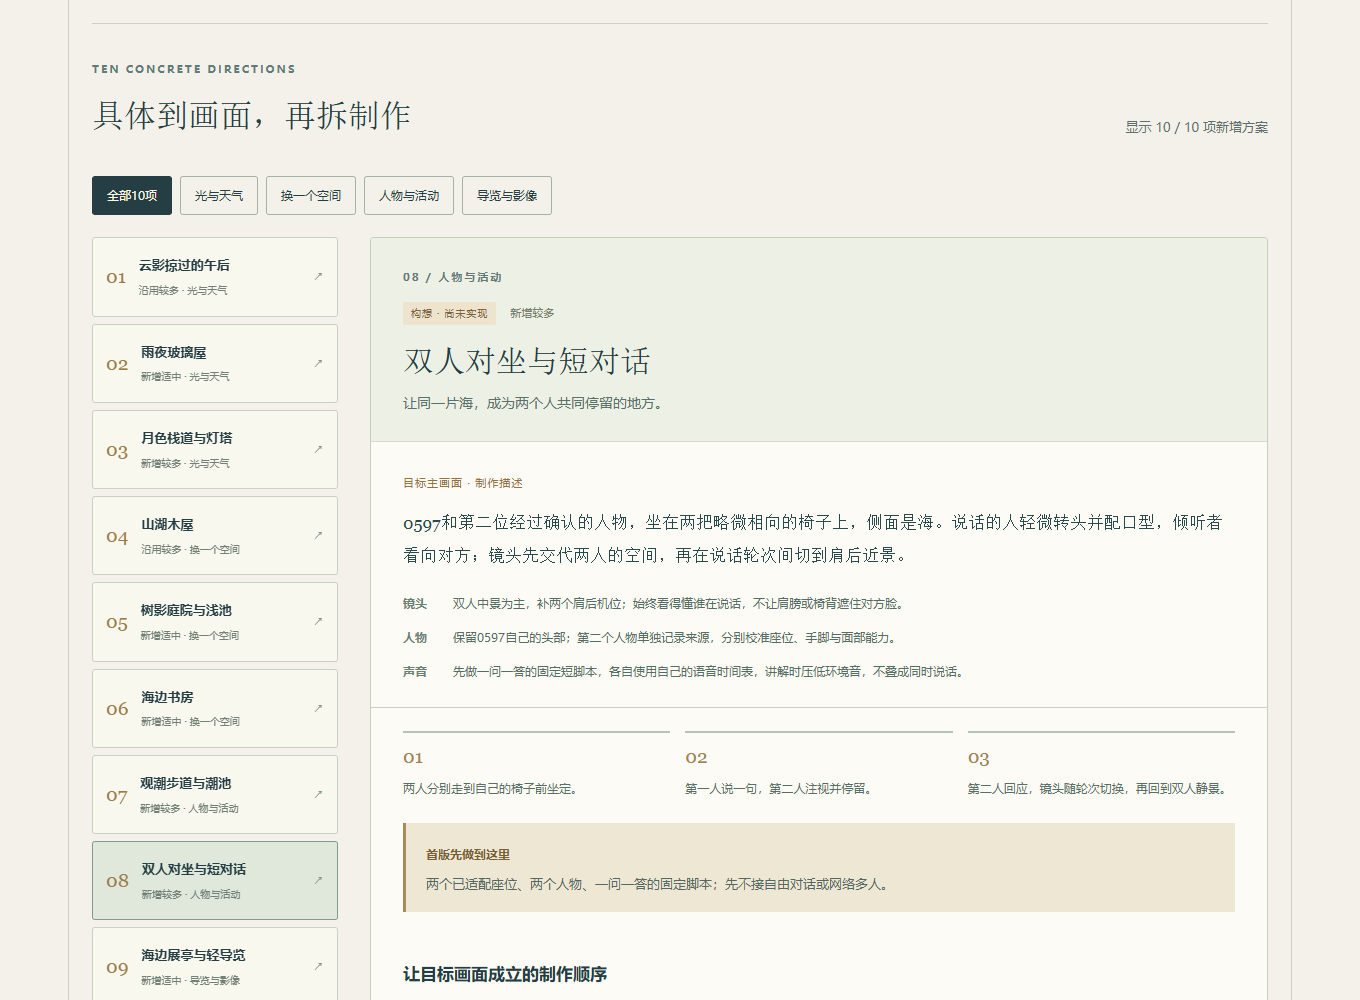 TEN CONCRETE DIRECTIONS
具体到画面，再拆制作
显示 10 / 10 项新增方案
全部10项
光与天气
换一个空间
人物与活动
导览与影像
01
云影掠过的午后
沿用较多 · 光与天气
↗
02
雨夜玻璃屋
新增适中 · 光与天气
↗
03
月色栈道与灯塔
新增较多 · 光与天气
↗
04
山湖木屋
沿用较多 · 换一个空间
↗
05
树影庭院与浅池
新增适中 · 换一个空间
↗
06
海边书房
新增适中 · 换一个空间
↗
07
观潮步道与潮池
新增较多 · 人物与活动
↗
08
双人对坐与短对话
新增较多 · 人物与活动
↗
09
海边展亭与轻导览
新增适中 · 导览与影像
↗
08 / 人物与活动
构想 · 尚未实现
新增较多
双人对坐与短对话
让同一片海，成为两个人共同停留的地方。
目标主画面 · 制作描述
0597和第二位经过确认的人物，坐在两把略微相向的椅子上，侧面是海。说话的人轻微转头并配口型，倾听者
看向对方；镜头先交代两人的空间，再在说话轮次间切到肩后近景。
镜头 双人中景为主，补两个肩后机位；始终看得懂谁在说话，不让肩膀或椅背遮住对方脸。
人物 保留0597自己的头部；第二个人物单独记录来源，分别校准座位、手脚与面部能力。
声音 先做一问一答的固定短脚本，各自使用自己的语音时间表，讲解时压低环境音，不叠成同时说话。
01
两人分别走到自己的椅子前坐定。
02
第一人说一句，第二人注视并停留。
03
第二人回应，镜头随轮次切换，再回到双人静景。
首版先做到这里
两个已适配座位、两个人物、一问一答的固定脚本；先不接自由对话或网络多人。
让目标画面成立的制作顺序